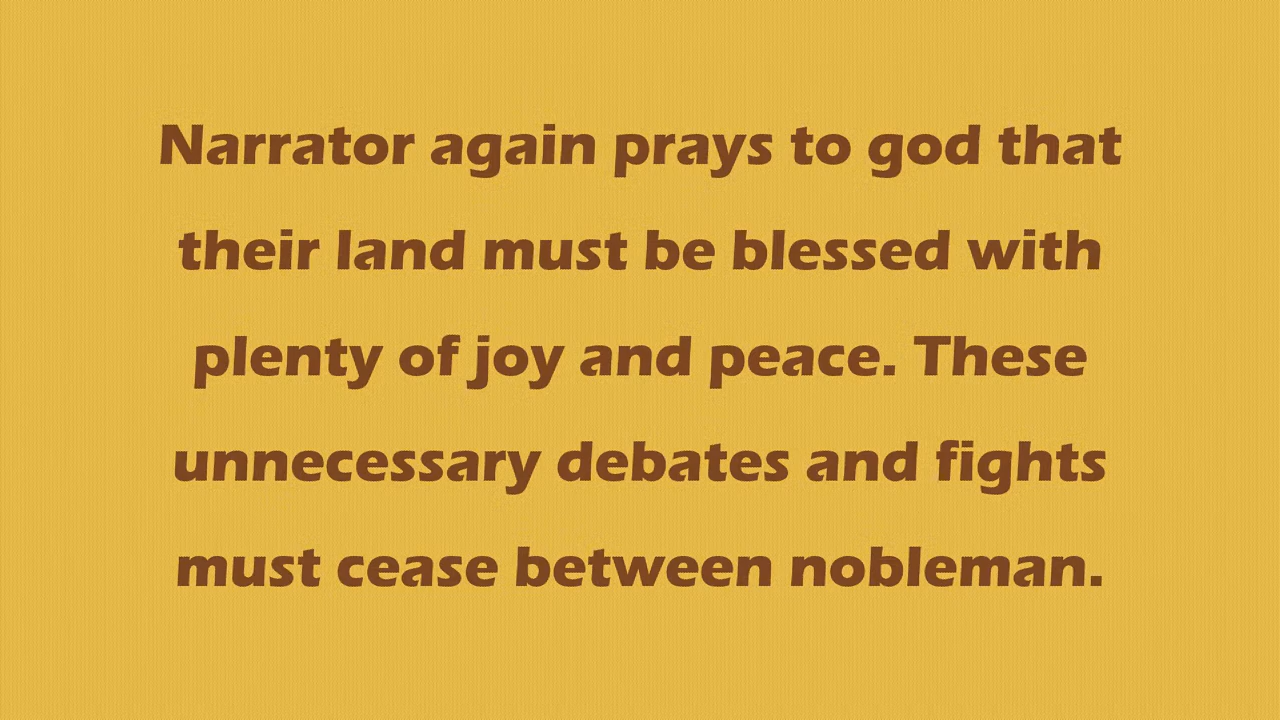 Narrator again prays to god that
their land must be blessed with
plenty of joy and peace. These
unnecessary debates and fights
must cease between nobleman.